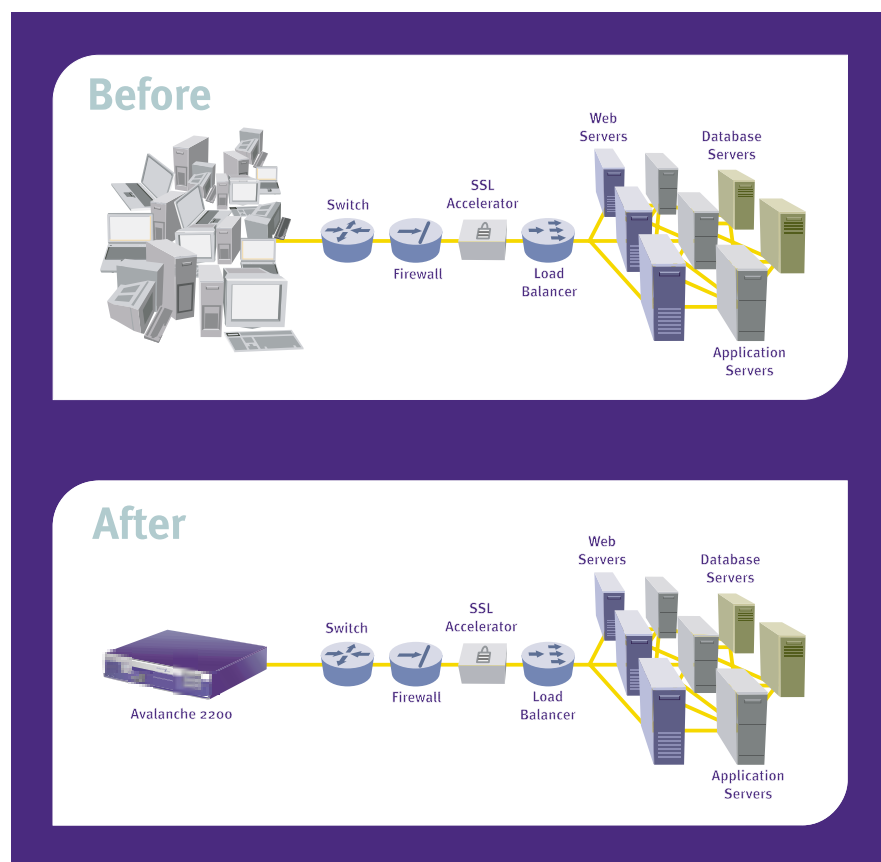 Before
Web
Servers
Database
Servers
SSL
Accelerator
Switch
Firewall
Load
Balancer
Application
Servers
After
Web
Servers
Database
Servers
SSL
Accelerator
Switch
Firewall
Load
Balancer
Avalanche 2200
Application
Servers